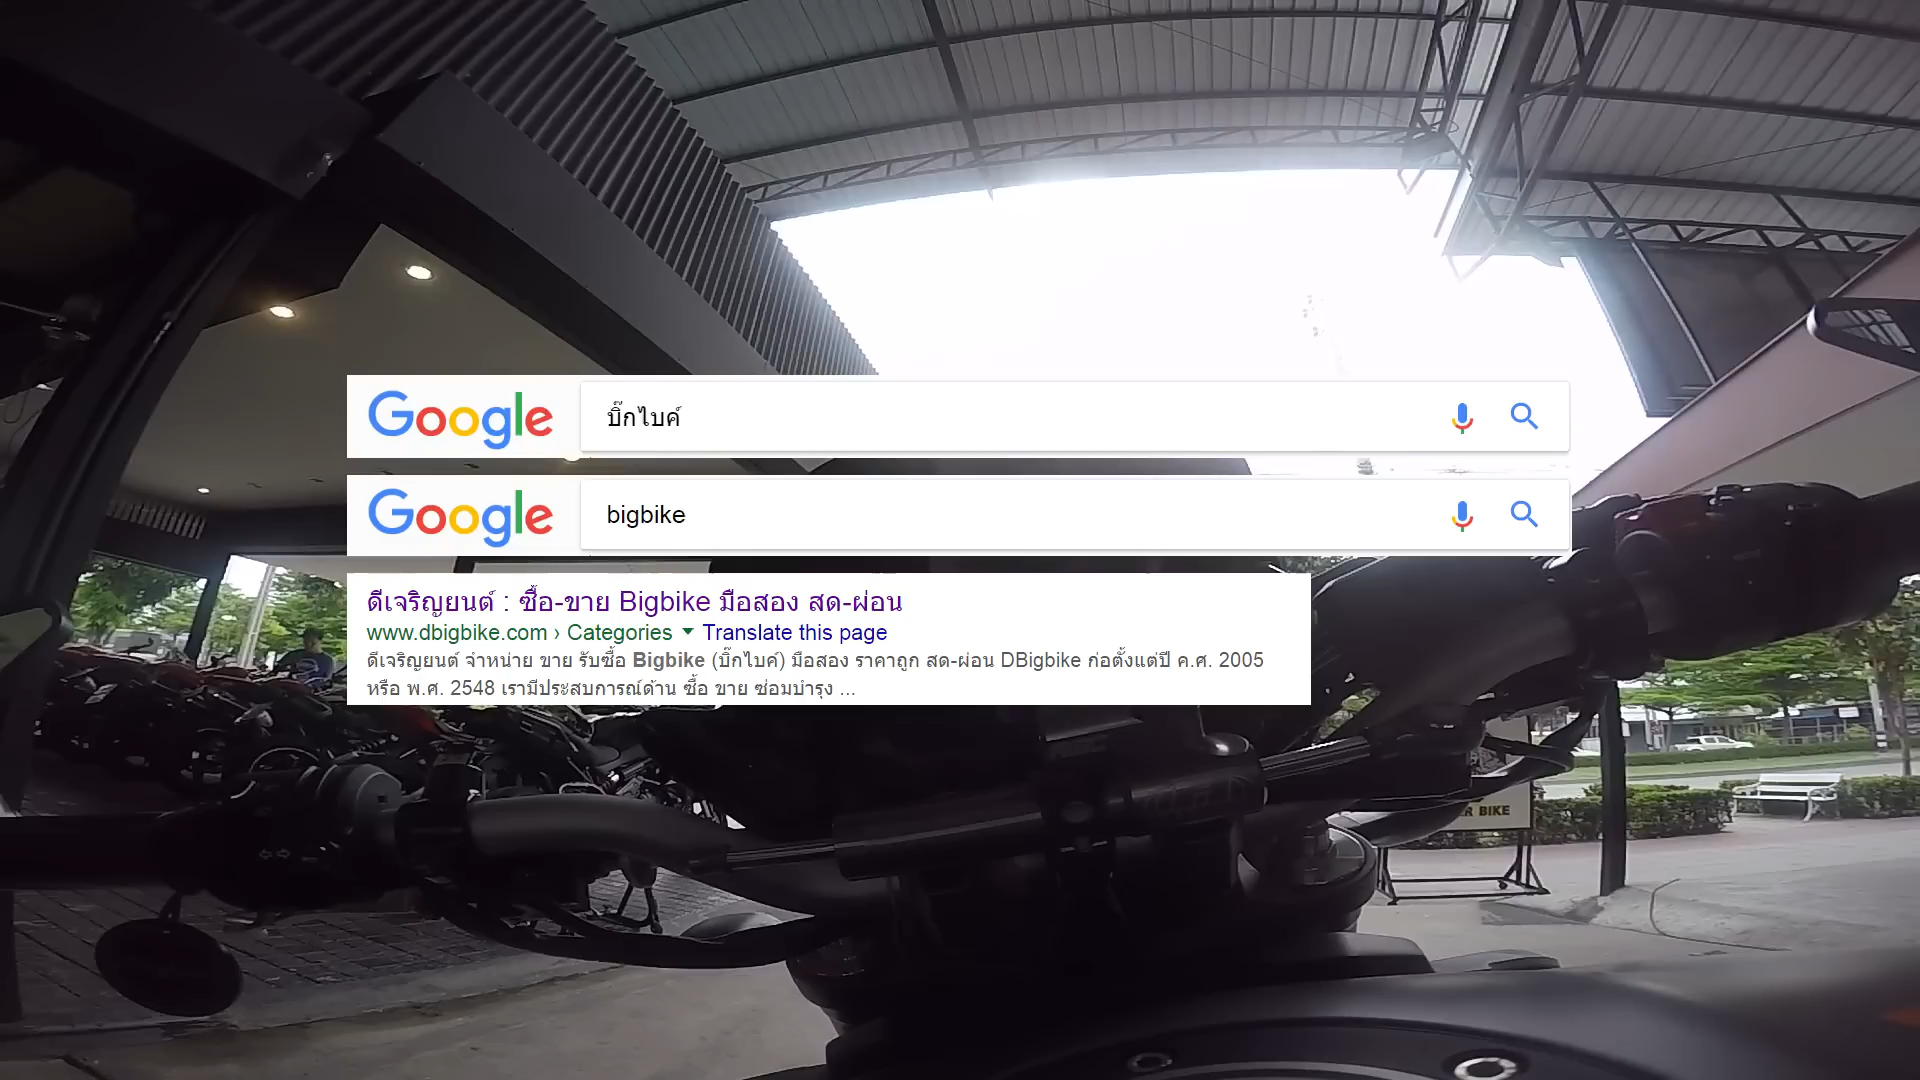 Google บิ๊กไบค์
Google bigbike
ดีเจริญยนต์ : ซื้อ-ขาย Bigbike มือสอง สด-ผ่อน
www.dbigbike.com › Categories ▼ Translate this page
ดีเจริญยนต์ จำหน่าย ขาย รับซื้อ Bigbike (บิ๊กไบค์) มือสอง ราคาถูก สด-ผ่อน DBigbike ก่อตั้งแต่ปี ค.ศ. 2005
หรือ พ.ศ. 2548 เรามีประสบการณ์ด้าน ซื้อ ขาย ซ่อมบำรุง ...
BIKE